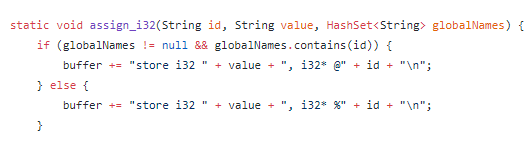 static void assign_i32(String id, String value, HashSet<String> globalNames) {
if (globalNames != null && globalNames.contains(id)) {
buffer += "store i32 " + value + ", i32* @" + id + "\n";
} else {
buffer += "store i32 " + value + ", i32* %" + id + "\n";
}